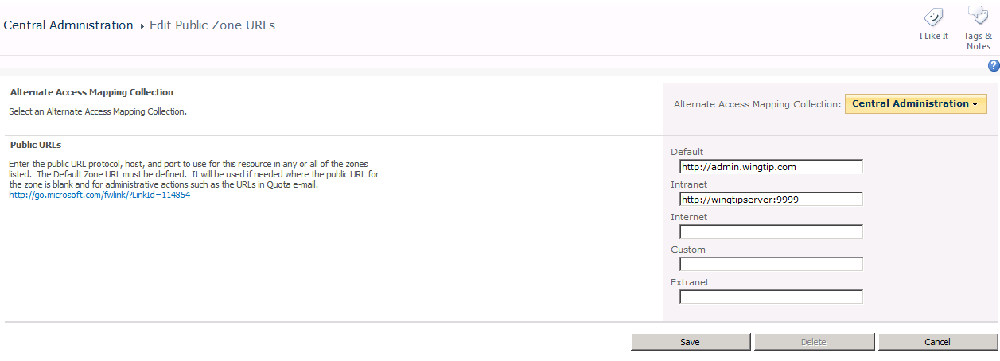 Central Administration ▸ Edit Public Zone URLs
I Like It
Tags &
Notes
?
Alternate Access Mapping Collection
Select an Alternate Access Mapping Collection.
Alternate Access Mapping Collection: Central Administration
Public URLs
Enter the public URL protocol, host, and port to use for this resource in any or all of the zones
listed. The Default Zone URL must be defined. It will be used if needed where the public URL for
the zone is blank and for administrative actions such as the URLs in Quota e-mail.
http://go.microsoft.com/fwlink/?LinkId=114854
Default
http://admin.wingtip.com
Intranet
http://wingtipserver:9999
Internet
Custom
Extranet
Save
Delete
Cancel